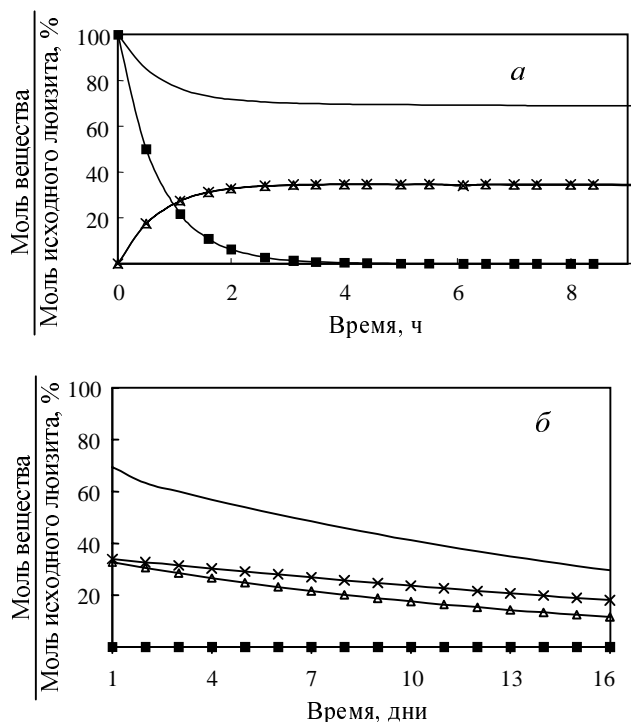 Моль вещества
Моль исходного люизита, %
100
80
60
40
20
а
0
2
4
6
8
Время, ч
Моль вещества
Моль исходного люизита, %
100
80
60
40
20
б
1
4
7
10
13
16
Время, дни